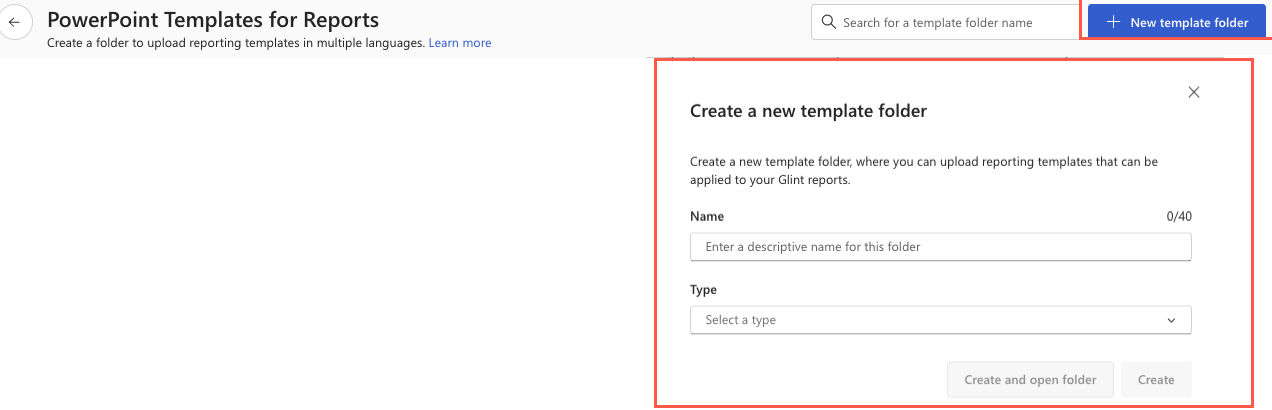 PowerPoint Templates for Reports
Search for a template folder name
New template folder
Create a folder to upload reporting templates in multiple languages. Learn more
Create a new template folder
Create a new template folder, where you can upload reporting templates that can be
applied to your Glint reports.
Name 0/40
Enter a descriptive name for this folder
Type
Select a type
Create and open folder Create